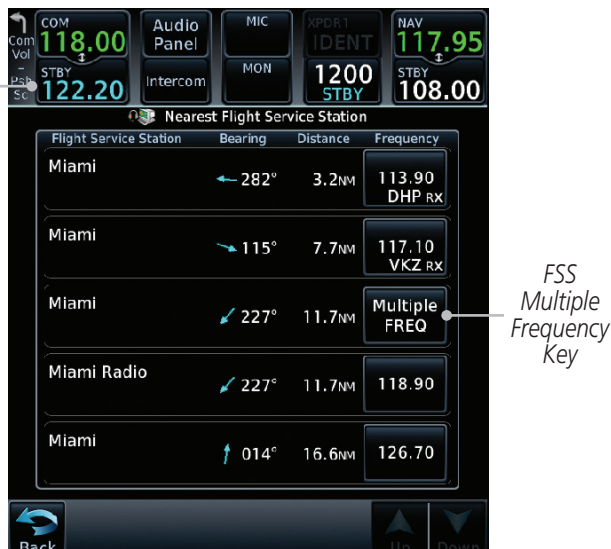 COM
118.00
Audio
Panel
MIC
XPDR1
IDENT
NAV
117.95
Com
Vol
Psh
Sc
STBY
122.20
Intercom
MON
1200
STBY
STBY
108.00
Nearest Flight Service Station
Flight Service Station Bearing Distance Frequency
Miami 282° 3.2NM 113.90
DHP RX
Miami 115° 7.7NM 117.10
VKZ RX
Miami 227° 11.7NM Multiple
FREQ
FSS
Multiple
Frequency
Key
Miami Radio 227° 11.7NM 118.90
Miami 014° 16.6NM 126.70
Back
Up Down